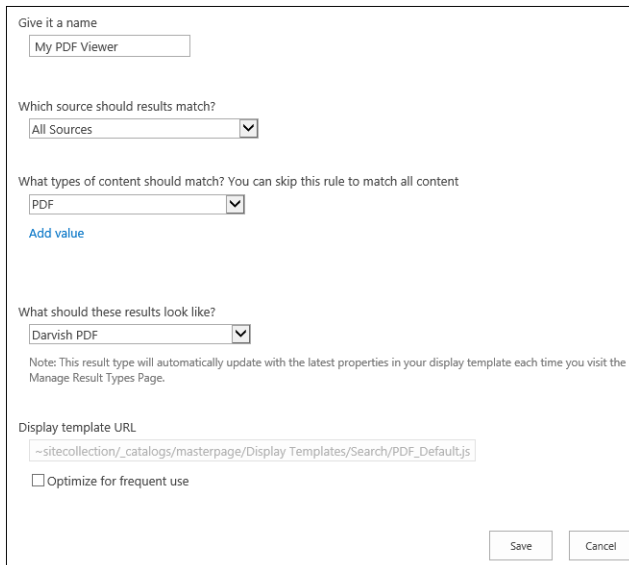 Give it a name
My PDF Viewer
Which source should results match?
All Sources
What types of content should match? You can skip this rule to match all content
PDF
Add value
What should these results look like?
Darvish PDF
Note: This result type will automatically update with the latest properties in your display template each time you visit the
Manage Result Types Page.
Display template URL
~sitecollection/_catalogs/masterpage/Display Templates/Search/PDF_Default.js
Optimize for frequent use
Save Cancel